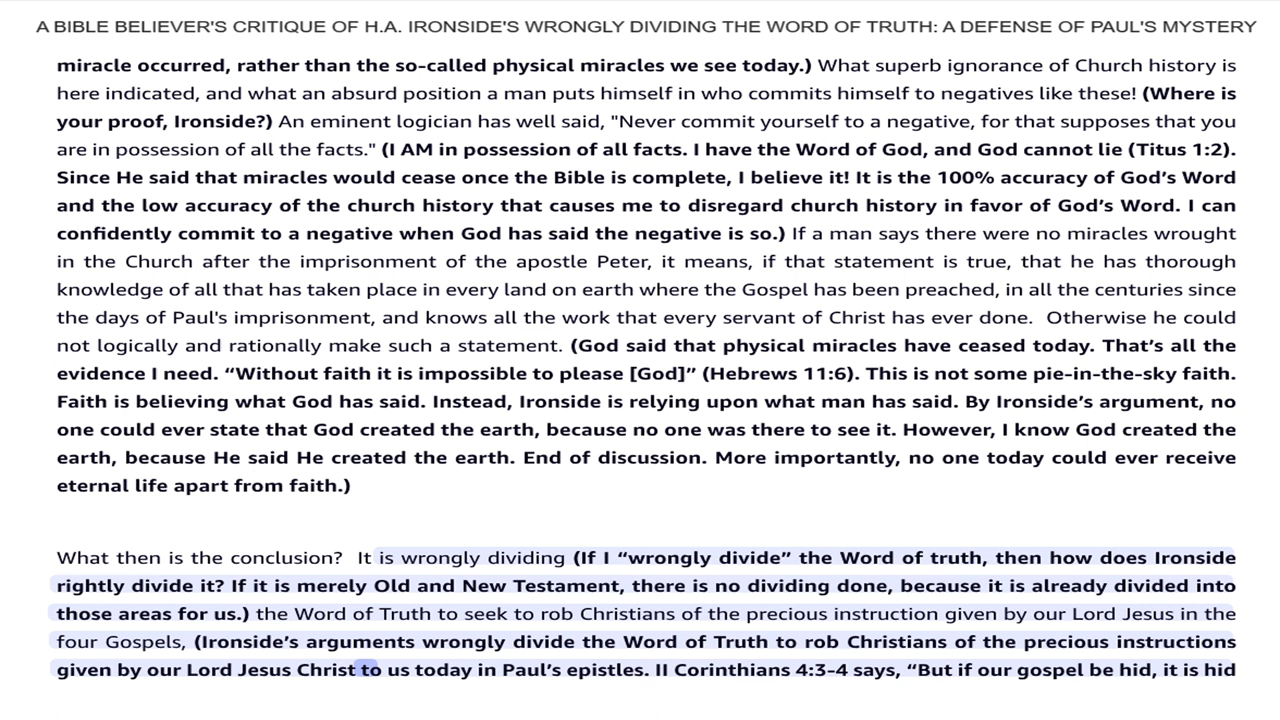 A BIBLE BELIEVER'S CRITIQUE OF H.A. IRONSIDE'S WRONGLY DIVIDING THE WORD OF TRUTH: A DEFENSE OF PAUL'S MYSTERY
miracle occurred, rather than the so-called physical miracles we see today.) What superb ignorance of Church history is
here indicated, and what an absurd position a man puts himself in who commits himself to negatives like these! (Where is
your proof, Ironside?) An eminent logician has well said, "Never commit yourself to a negative, for that supposes that you
are in possession of all the facts." (I AM in possession of all facts. I have the Word of God, and God cannot lie (Titus 1:2).
Since He said that miracles would cease once the Bible is complete, I believe it! It is the 100% accuracy of God’s Word
and the low accuracy of the church history that causes me to disregard church history in favor of God’s Word. I can
confidently commit to a negative when God has said the negative is so.) If a man says there were no miracles wrought
in the Church after the imprisonment of the apostle Peter, it means, if that statement is true, that he has thorough
knowledge of all that has taken place in every land on earth where the Gospel has been preached, in all the centuries since
the days of Paul's imprisonment, and knows all the work that every servant of Christ has ever done.  Otherwise he could
not logically and rationally make such a statement. (God said that physical miracles have ceased today. That’s all the
evidence I need. “Without faith it is impossible to please [God]” (Hebrews 11:6). This is not some pie-in-the-sky faith.
Faith is believing what God has said. Instead, Ironside is relying upon what man has said. By Ironside’s argument, no
one could ever state that God created the earth, because no one was there to see it. However, I know God created the
earth, because He said He created the earth. End of discussion. More importantly, no one today could ever receive
eternal life apart from faith.)
What then is the conclusion?  It is wrongly dividing (If I “wrongly divide” the Word of truth, then how does Ironside
rightly divide it? If it is merely Old and New Testament, there is no dividing done, because it is already divided into
those areas for us.) the Word of Truth to seek to rob Christians of the precious instruction given by our Lord Jesus in the
four Gospels, (Ironside’s arguments wrongly divide the Word of Truth to rob Christians of the precious instructions
given by our Lord Jesus Christ to us today in Paul’s epistles. II Corinthians 4:3-4 says, “But if our gospel be hid, it is hid